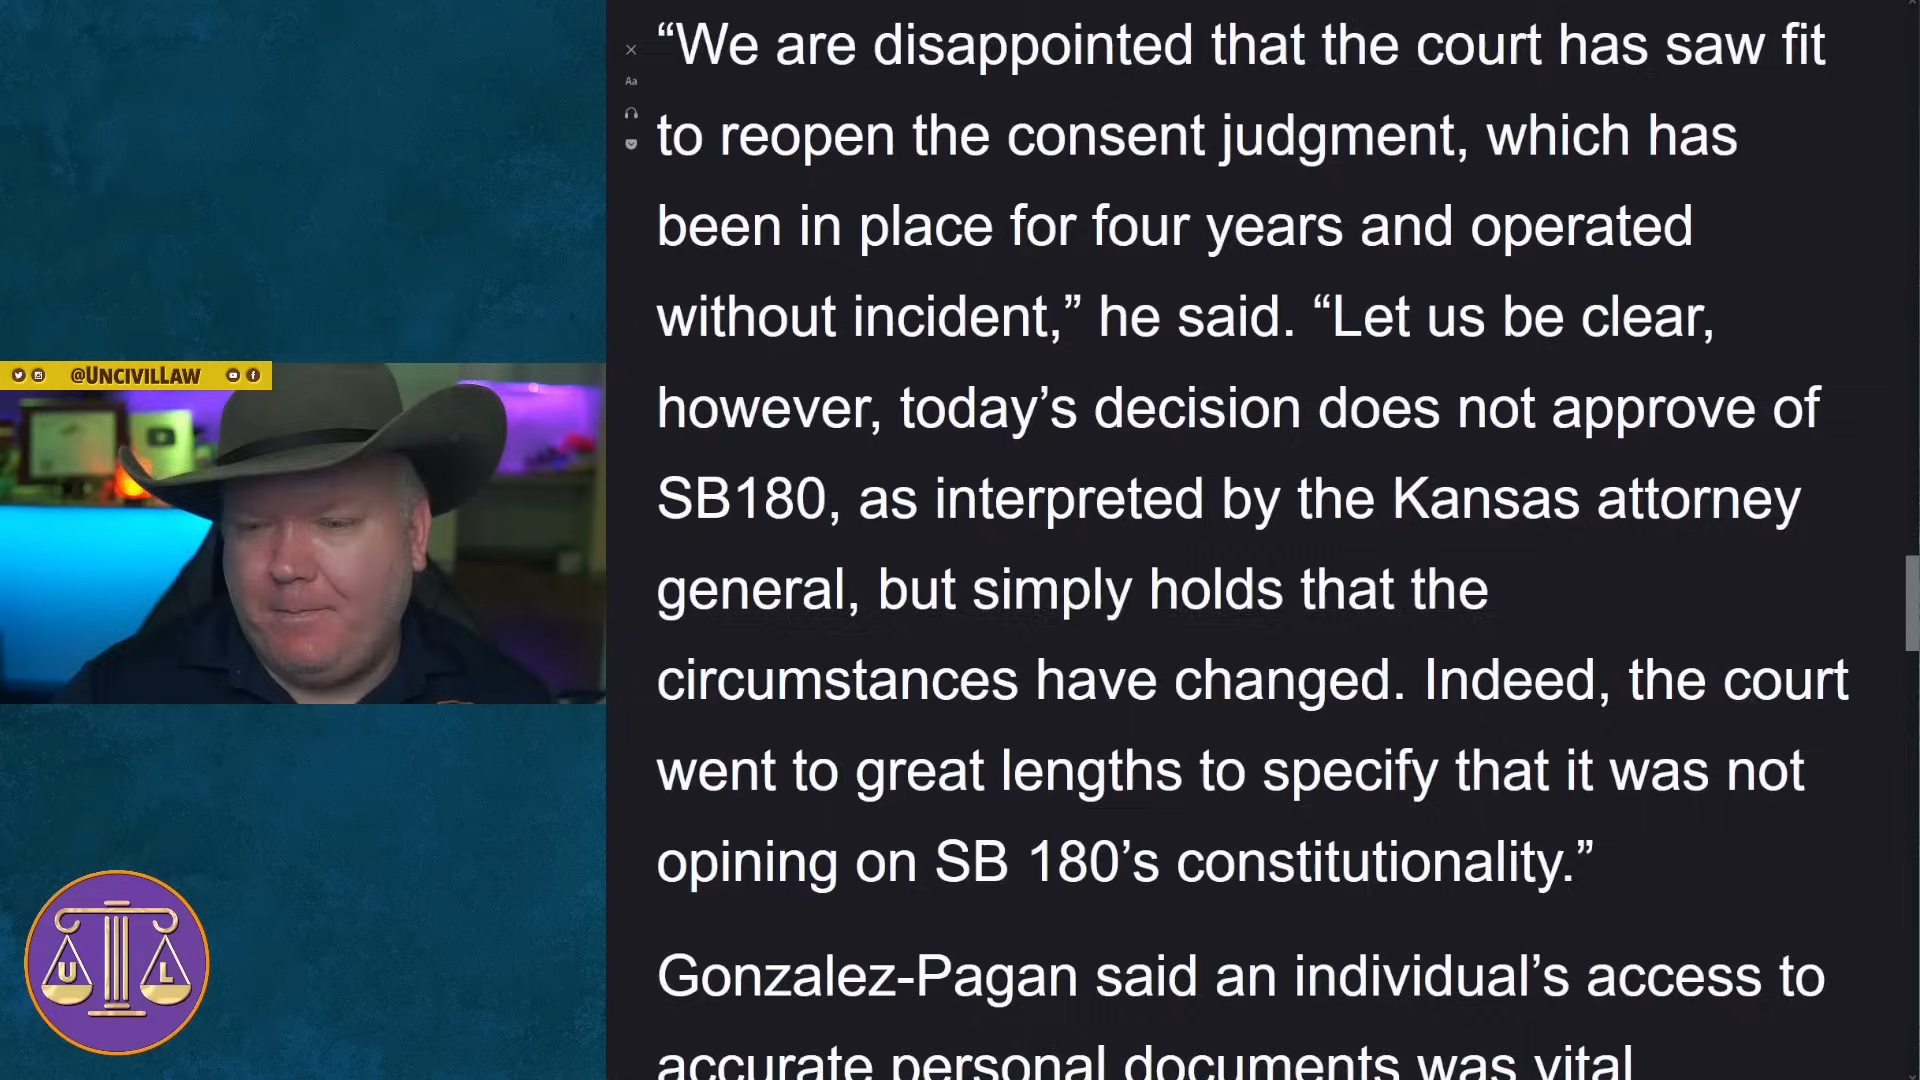 @UNCIVILLAW
U L
Aa
“We are disappointed that the court has saw fit
to reopen the consent judgment, which has
been in place for four years and operated
without incident,” he said. “Let us be clear,
however, today’s decision does not approve of
SB180, as interpreted by the Kansas attorney
general, but simply holds that the
circumstances have changed. Indeed, the court
went to great lengths to specify that it was not
opining on SB 180’s constitutionality.”
Gonzalez-Pagan said an individual’s access to
accurate personal documents was vital